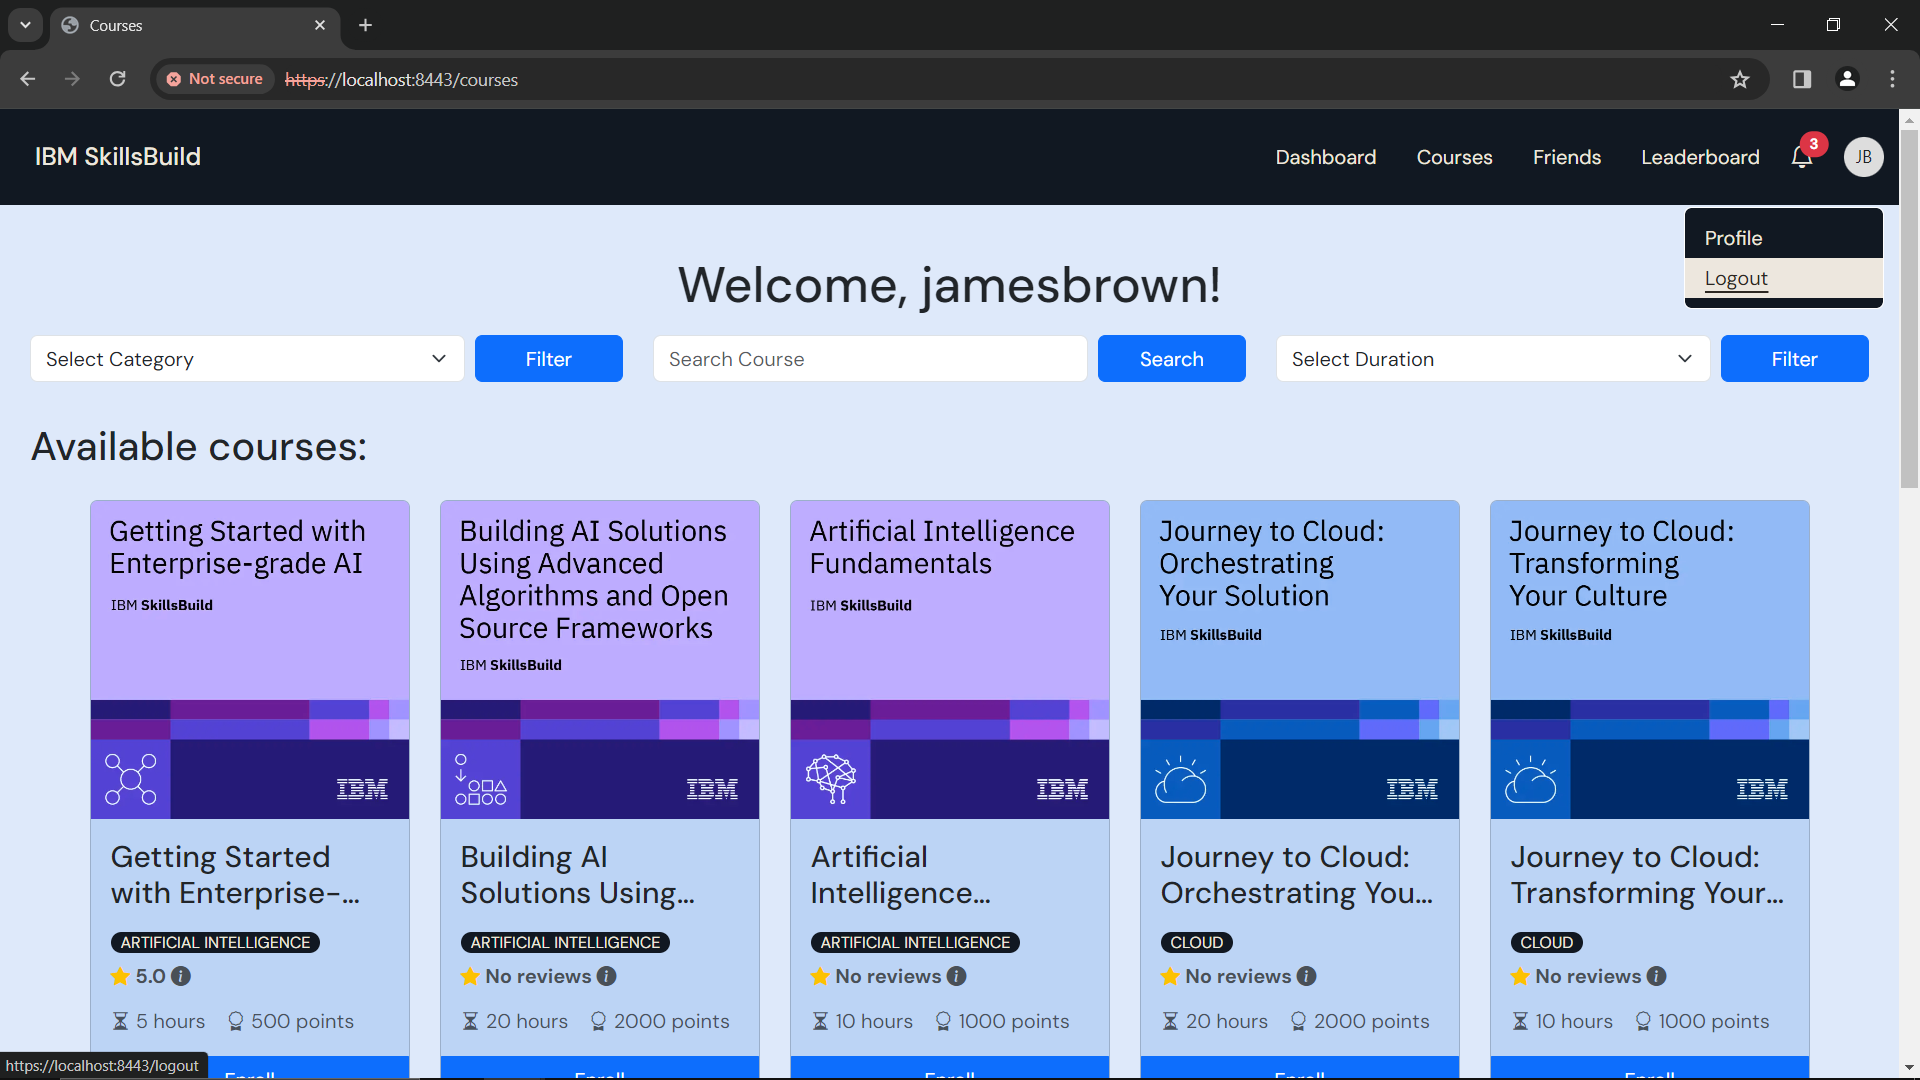 Courses
Not secure
https://localhost:8443/courses
IBM SkillsBuild
Dashboard
Courses
Friends
Leaderboard
3
JB
Profile
Logout
Welcome, jamesbrown!
Select Category
Filter
Search Course
Search
Select Duration
Filter
Available courses:
Getting Started with
Enterprise-grade AI
IBM SkillsBuild
IBM
Getting Started
with Enterprise-...
ARTIFICIAL INTELLIGENCE
5.0
5 hours
500 points
Building AI Solutions
Using Advanced
Algorithms and Open
Source Frameworks
IBM SkillsBuild
IBM
Building AI
Solutions Using...
ARTIFICIAL INTELLIGENCE
No reviews
20 hours
2000 points
Enroll
Artificial Intelligence
Fundamentals
IBM SkillsBuild
IBM
Artificial
Intelligence...
ARTIFICIAL INTELLIGENCE
No reviews
10 hours
1000 points
Enroll
Journey to Cloud:
Orchestrating
Your Solution
IBM SkillsBuild
IBM
Journey to Cloud:
Orchestrating You...
CLOUD
No reviews
20 hours
2000 points
Enroll
Journey to Cloud:
Transforming
Your Culture
IBM SkillsBuild
IBM
Journey to Cloud:
Transforming Your...
CLOUD
No reviews
10 hours
1000 points
Enroll
https://localhost:8443/logout
Enroll